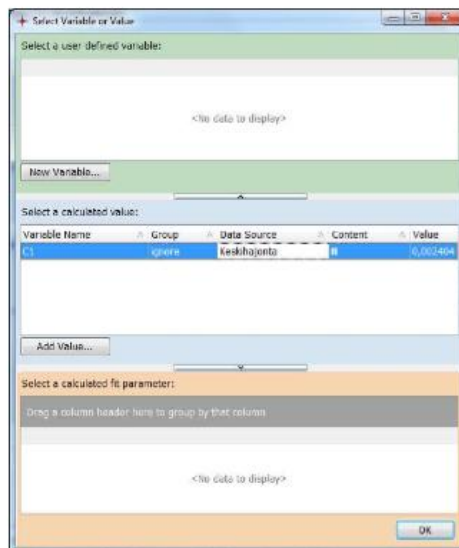 Select Variable or Value
Select a user defined variable:
<No data to display>
New Variable...
Select a calculated value:
Variable Name Group Data Source Content Value
C1 ignore Keskihajonta 0,002404
Add Value...
Select a calculated fit parameter:
Drag a column header here to group by that column
<No data to display>
OK